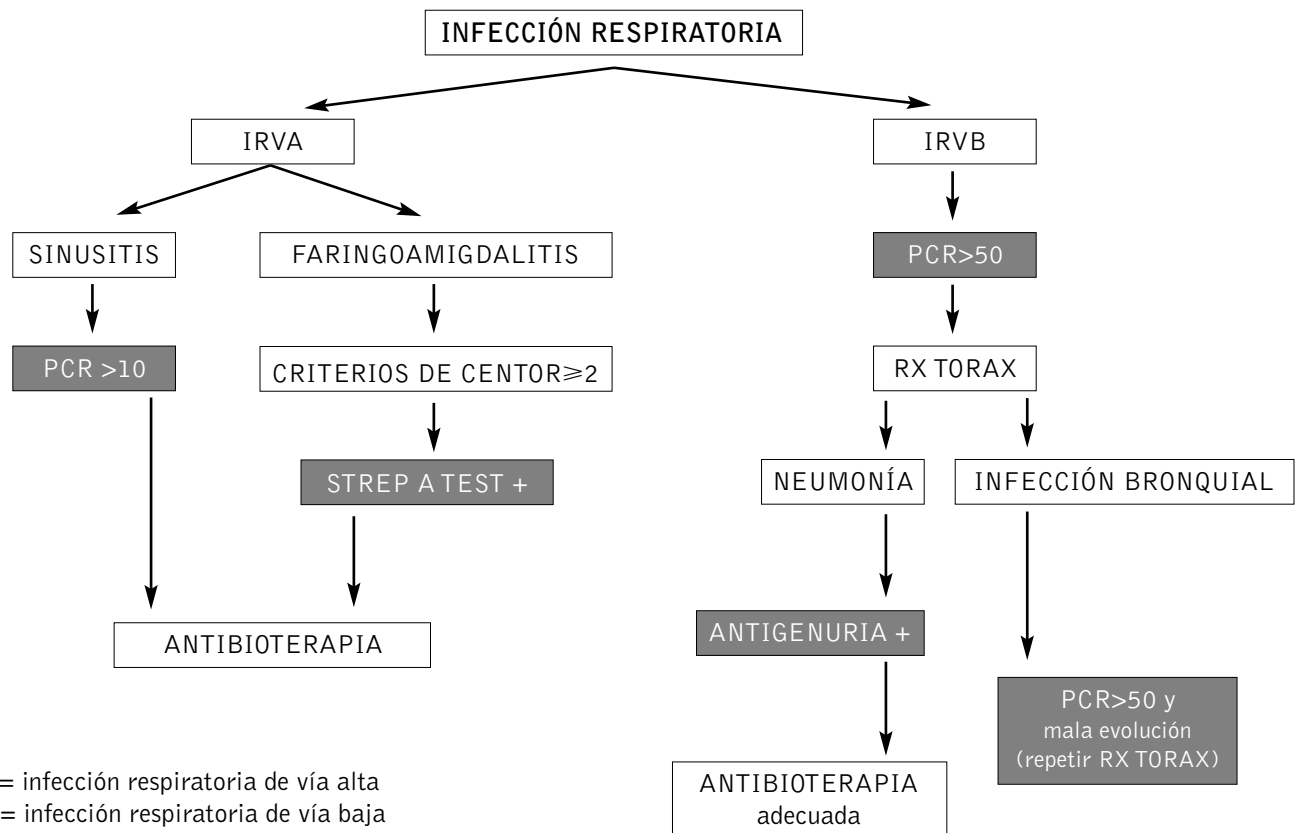 INFECCIÓN RESPIRATORIA
IRVA
IRVB
SINUSITIS
FARINGOAMIGDALITIS
PCR>50
PCR >10
CRITERIOS DE CENTOR⩾2
RX TORAX
STREP A TEST +
NEUMONÍA
INFECCIÓN BRONQUIAL
ANTIBIOTERAPIA
ANTIGENURIA +
PCR>50 y
mala evolución
(repetir RX TORAX)
ANTIBIOTERAPIA
adecuada
= infección respiratoria de vía alta
= infección respiratoria de vía baja